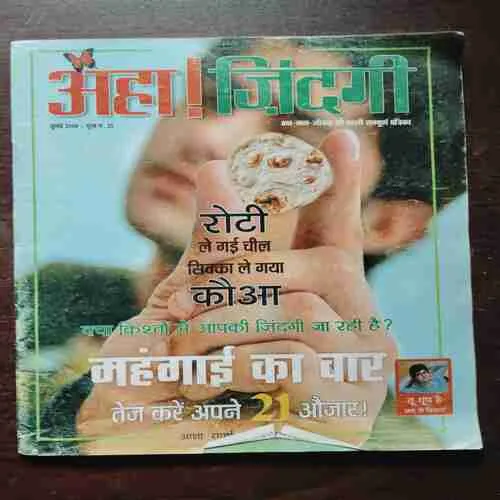 अहा! ज़िंदगी
रोटी
ले गई चील
सिक्का ले गया
कौआ
क्या किश्तों में आपकी ज़िंदगी जा रही है?
महंगाई का वार
तेज करें अपने 21 औजार!
तू धूप है